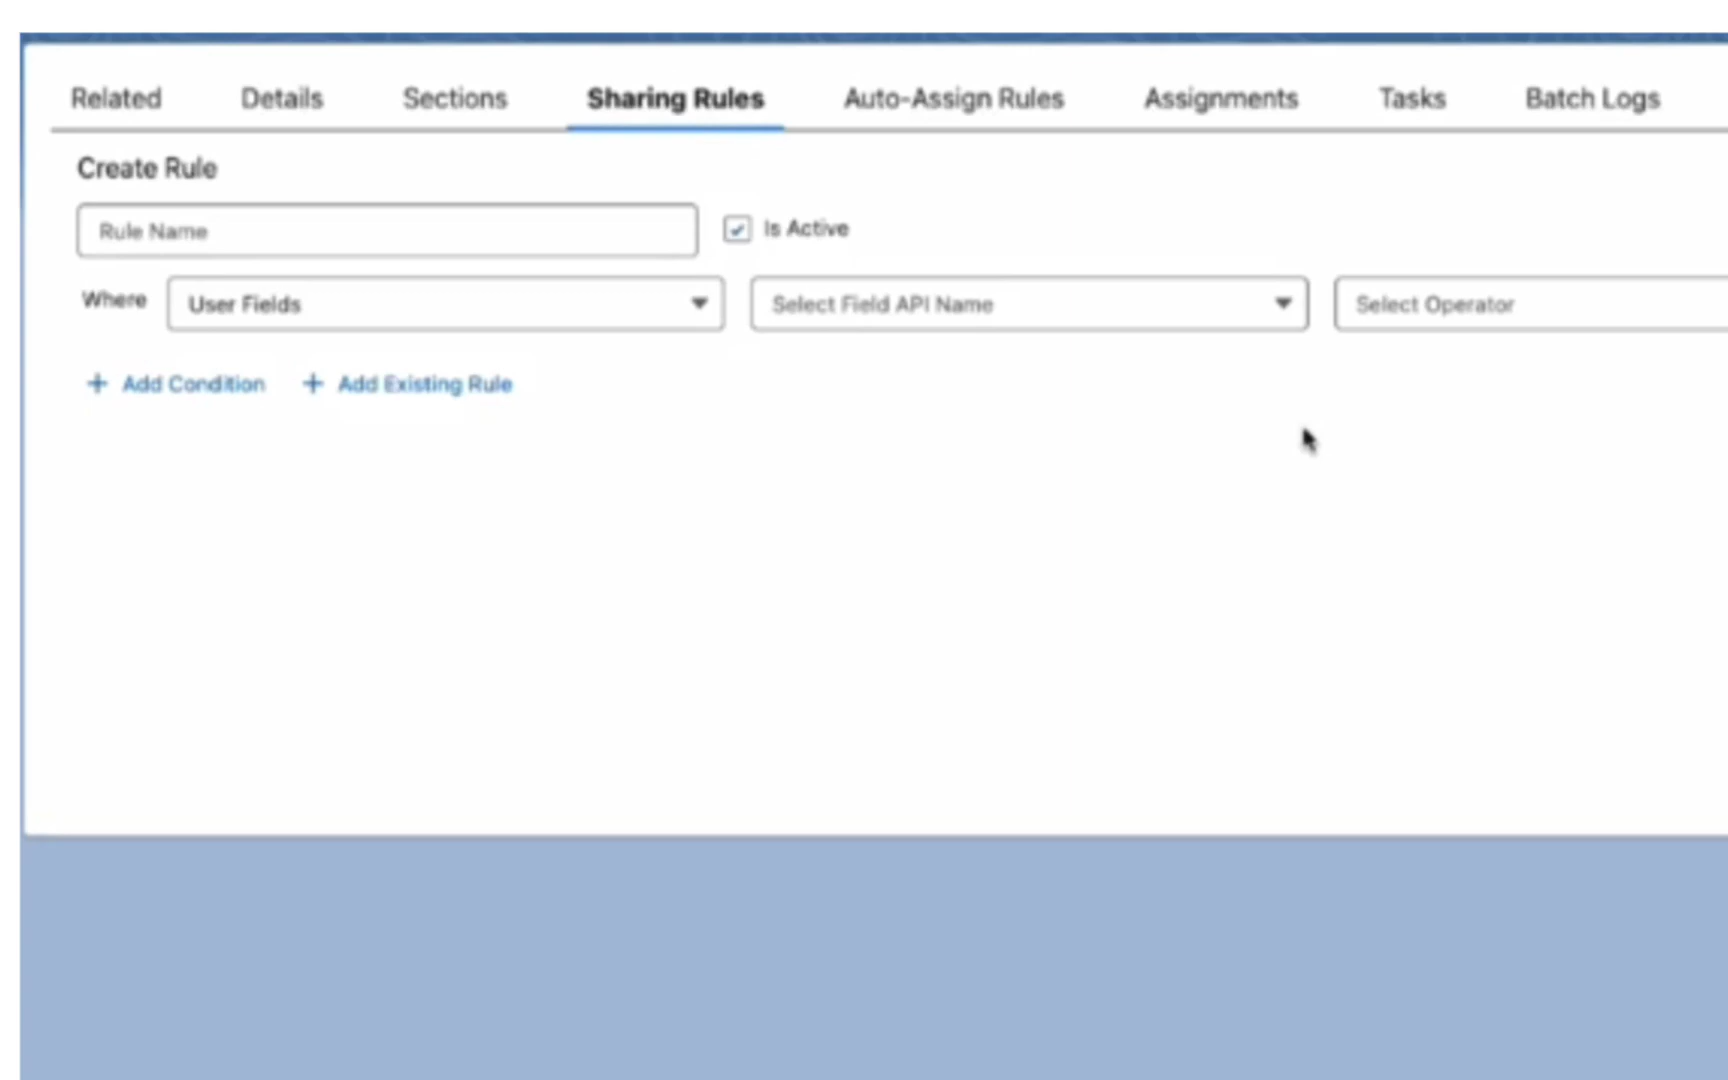 Related Details Sections Sharing Rules Auto-Assign Rules Assignments Tasks Batch Logs
Create Rule
Rule Name Is Active
Where User Fields Select Field API Name Select Operator
+ Add Condition + Add Existing Rule